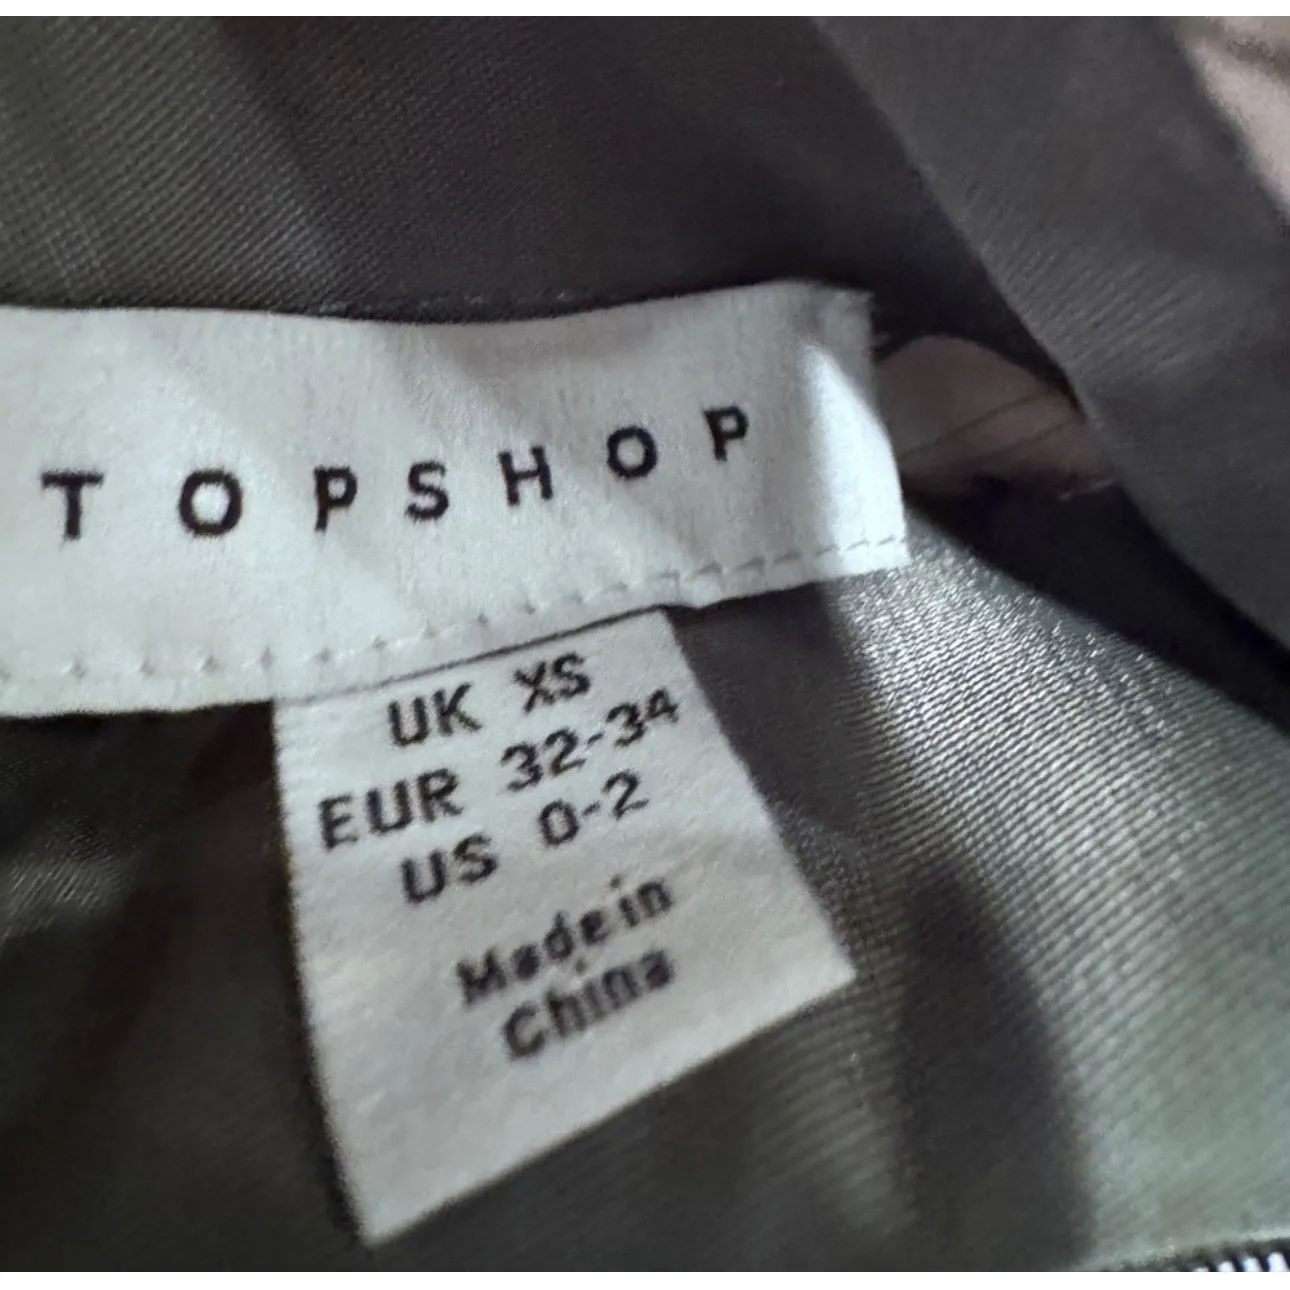 TOPSHOP
UK XS
EUR 32-34
US 0-2
Made in
China